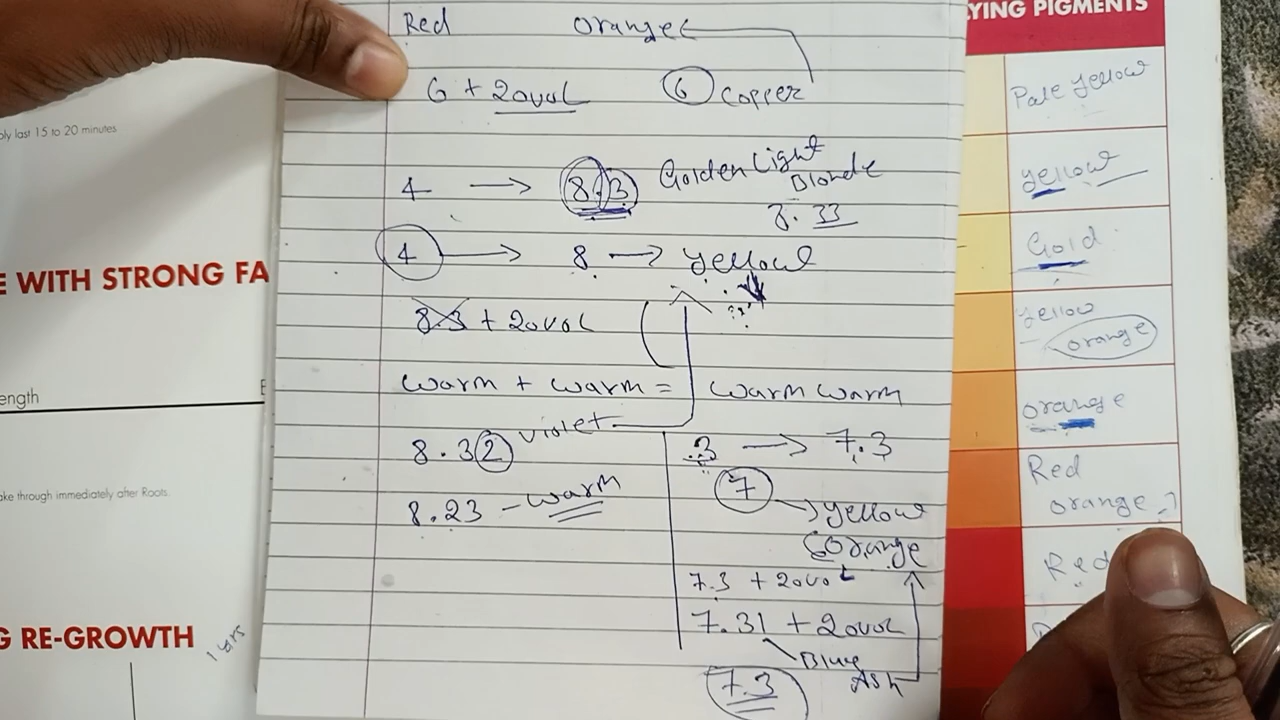 Red orange
6 + 20vol 6 copper
4 → 8.3 Golden Light
Blonde
8.33
4 → 8 → yellow
8.3 + 20vol
warm + warm = warm warm
violet
8.32
8.23 - warm
.3 → 7.3
7
yellow
orange
7.3 + 20vol
7.31 + 20vol
Blue
Ash
7.3
ply last 15 to 20 minutes
E WITH STRONG FA
ength
ake through immediately after Roots.
G RE-GROWTH
YING PIGMENTS
Pale yellow
yellow
Gold
yellow
orange
orange
Red
orange
Red